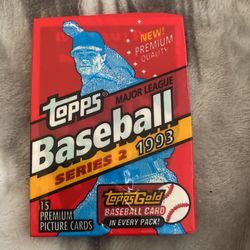 NEW!
PREMIUM
QUALITY
TOPPS
MAJOR LEAGUE
Baseball
SERIES 2 1993
15
PREMIUM
PICTURE CARDS
ToppsGold
BASEBALL CARD
IN EVERY PACK!